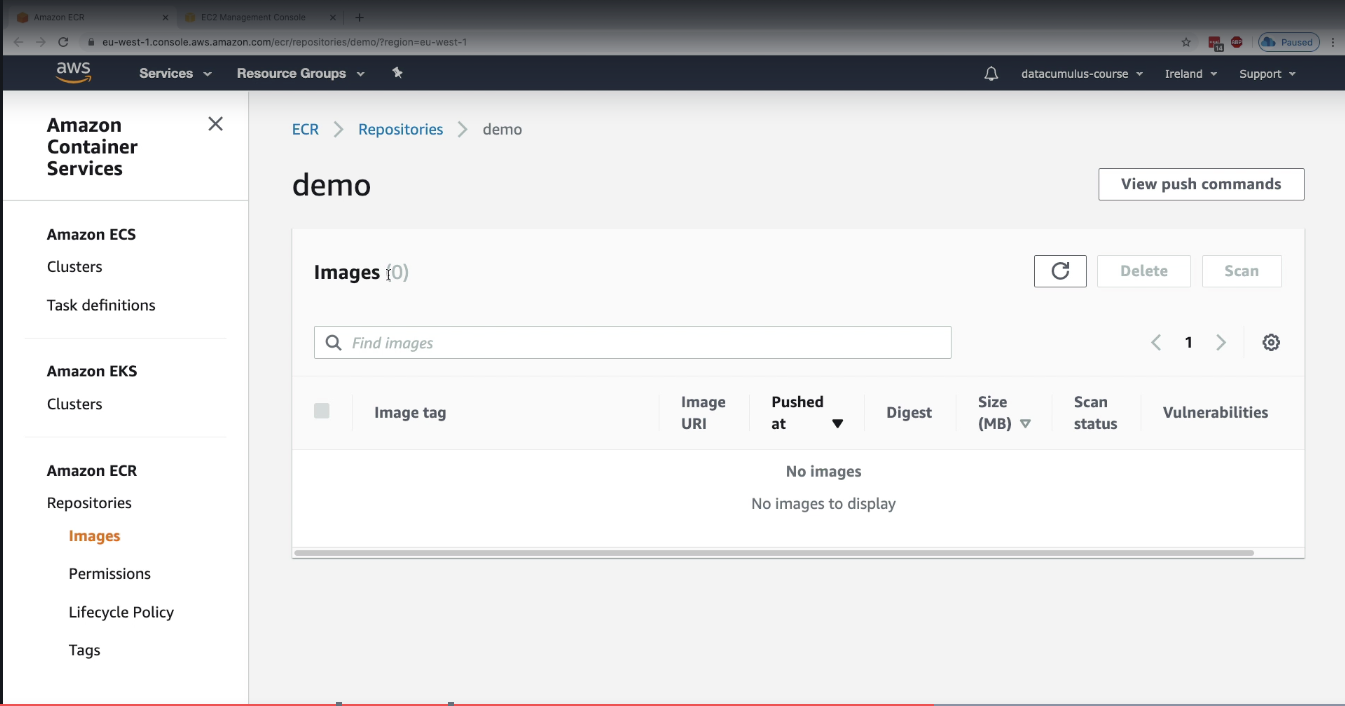 Amazon ECR
EC2 Management Console
eu-west-1.console.aws.amazon.com/ecr/repositories/demo/?region=eu-west-1
14
ABP
Paused
aws
Services
Resource Groups
datacumulus-course
Ireland
Support
Amazon
Container
Services
ECR
Repositories
demo
demo
View push commands
Amazon ECS
Clusters
Task definitions
Amazon EKS
Clusters
Amazon ECR
Repositories
Images
Permissions
Lifecycle Policy
Tags
Images (0)
Delete
Scan
Find images
1
Image tag
Image
URI
Pushed
at
Digest
Size
(MB)
Scan
status
Vulnerabilities
No images
No images to display